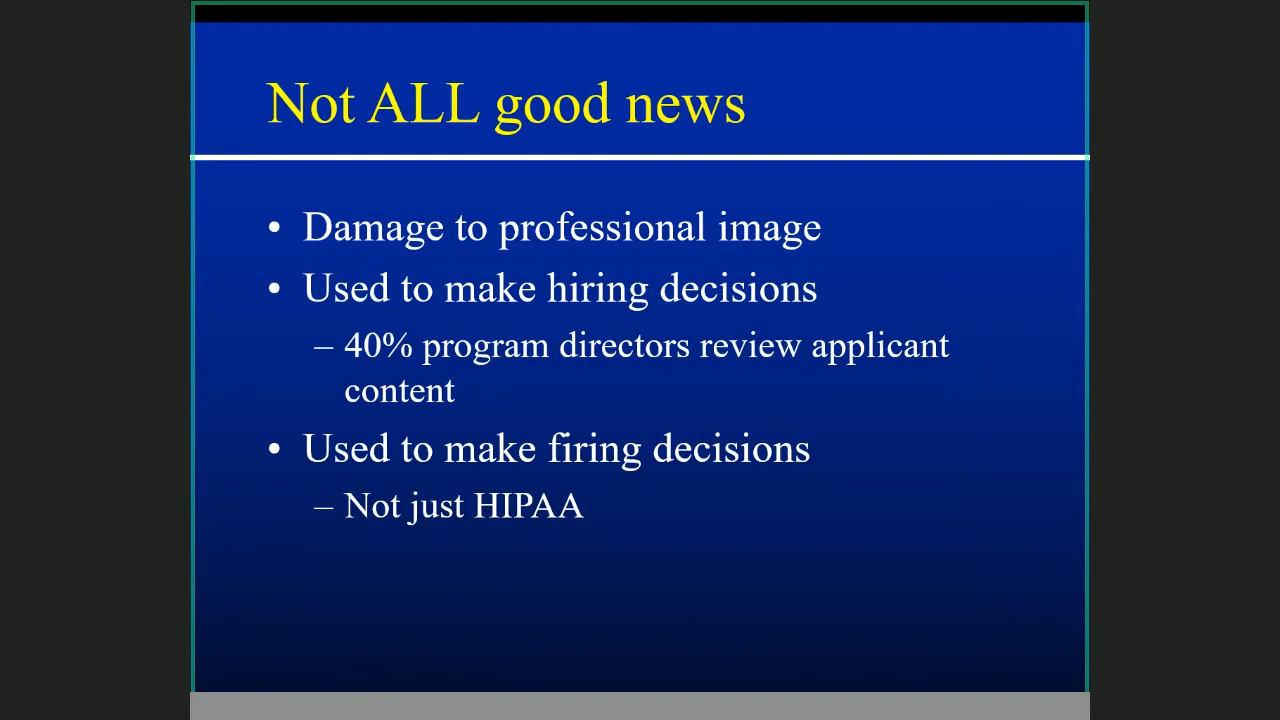 Not ALL good news
• Damage to professional image
• Used to make hiring decisions
– 40% program directors review applicant
content
• Used to make firing decisions
– Not just HIPAA